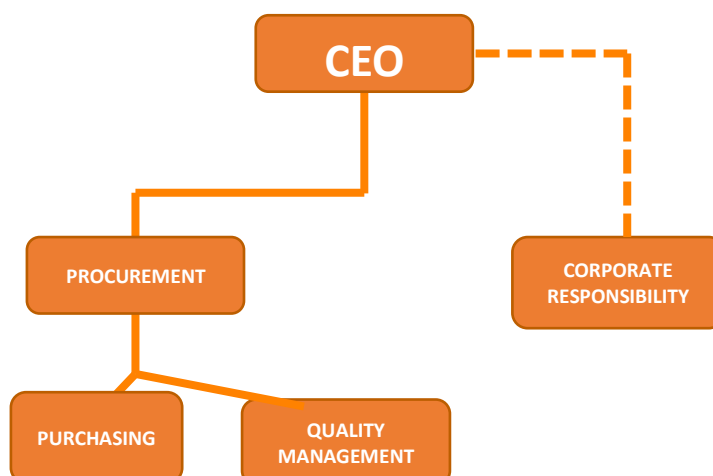 CEO
PROCUREMENT
CORPORATE
RESPONSIBILITY
PURCHASING
QUALITY
MANAGEMENT